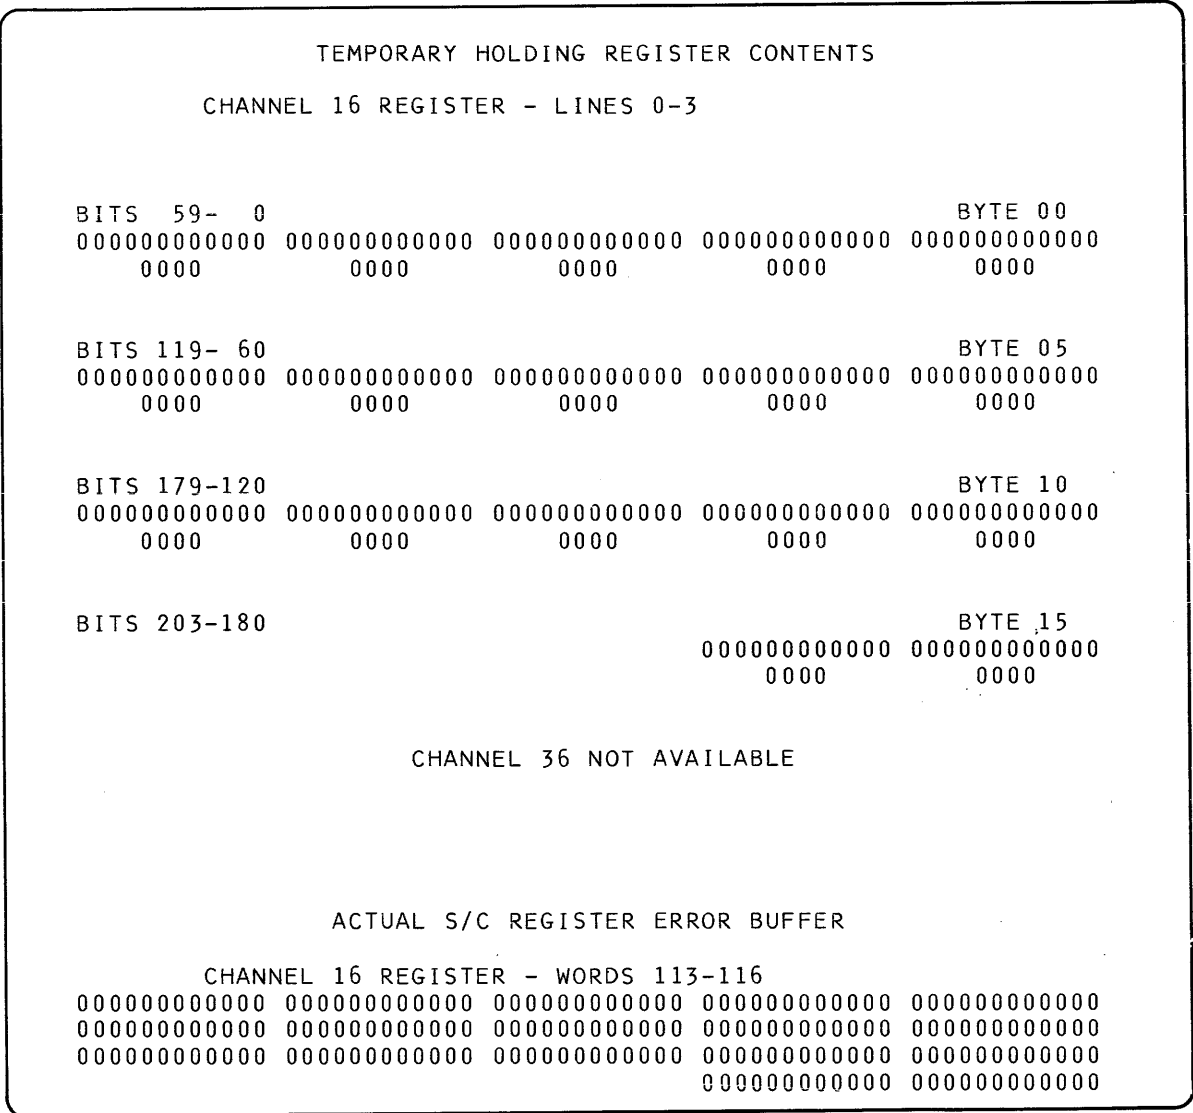 TEMPORARY HOLDING REGISTER CONTENTS
CHANNEL 16 REGISTER - LINES 0-3
BITS  59-  0 BYTE 00
000000000000 000000000000 000000000000 000000000000 000000000000
0000 0000 0000 0000 0000
BITS 119- 60 BYTE 05
000000000000 000000000000 000000000000 000000000000 000000000000
0000 0000 0000 0000 0000
BITS 179-120 BYTE 10
000000000000 000000000000 000000000000 000000000000 000000000000
0000 0000 0000 0000 0000
BITS 203-180 BYTE 15
000000000000 000000000000
0000 0000
CHANNEL 36 NOT AVAILABLE
ACTUAL S/C REGISTER ERROR BUFFER
CHANNEL 16 REGISTER - WORDS 113-116
000000000000 000000000000 000000000000 000000000000 000000000000
000000000000 000000000000 000000000000 000000000000 000000000000
000000000000 000000000000 000000000000 000000000000 000000000000
000000000000 000000000000